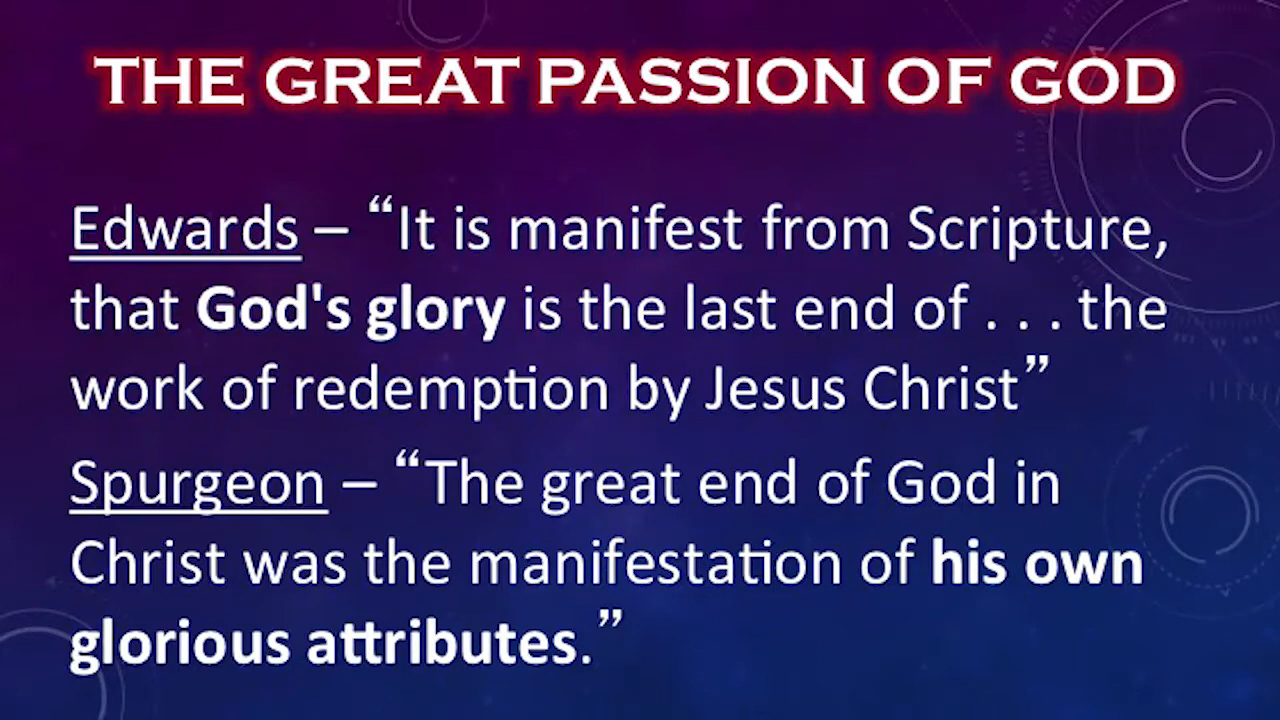 THE GREAT PASSION OF GOD
Edwards – “It is manifest from Scripture,
that God's glory is the last end of . . . the
work of redemption by Jesus Christ”
Spurgeon – “The great end of God in
Christ was the manifestation of his own
glorious attributes.”